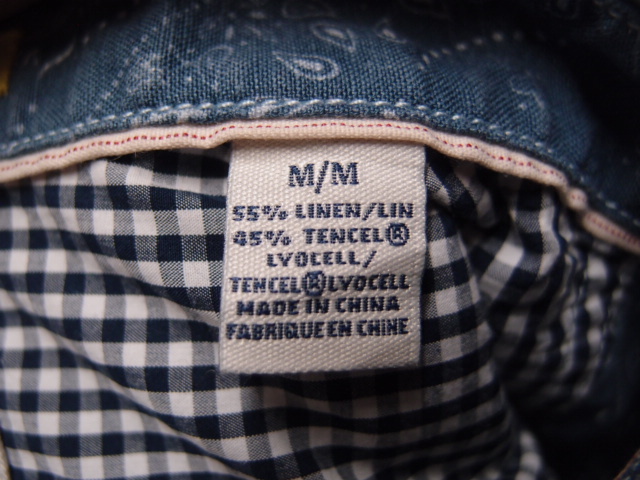 M/M
55% LINEN/LIN
45% TENCEL®
LYOCELL/
TENCEL®LYOCELL
MADE IN CHINA
FABRIQUE EN CHINE